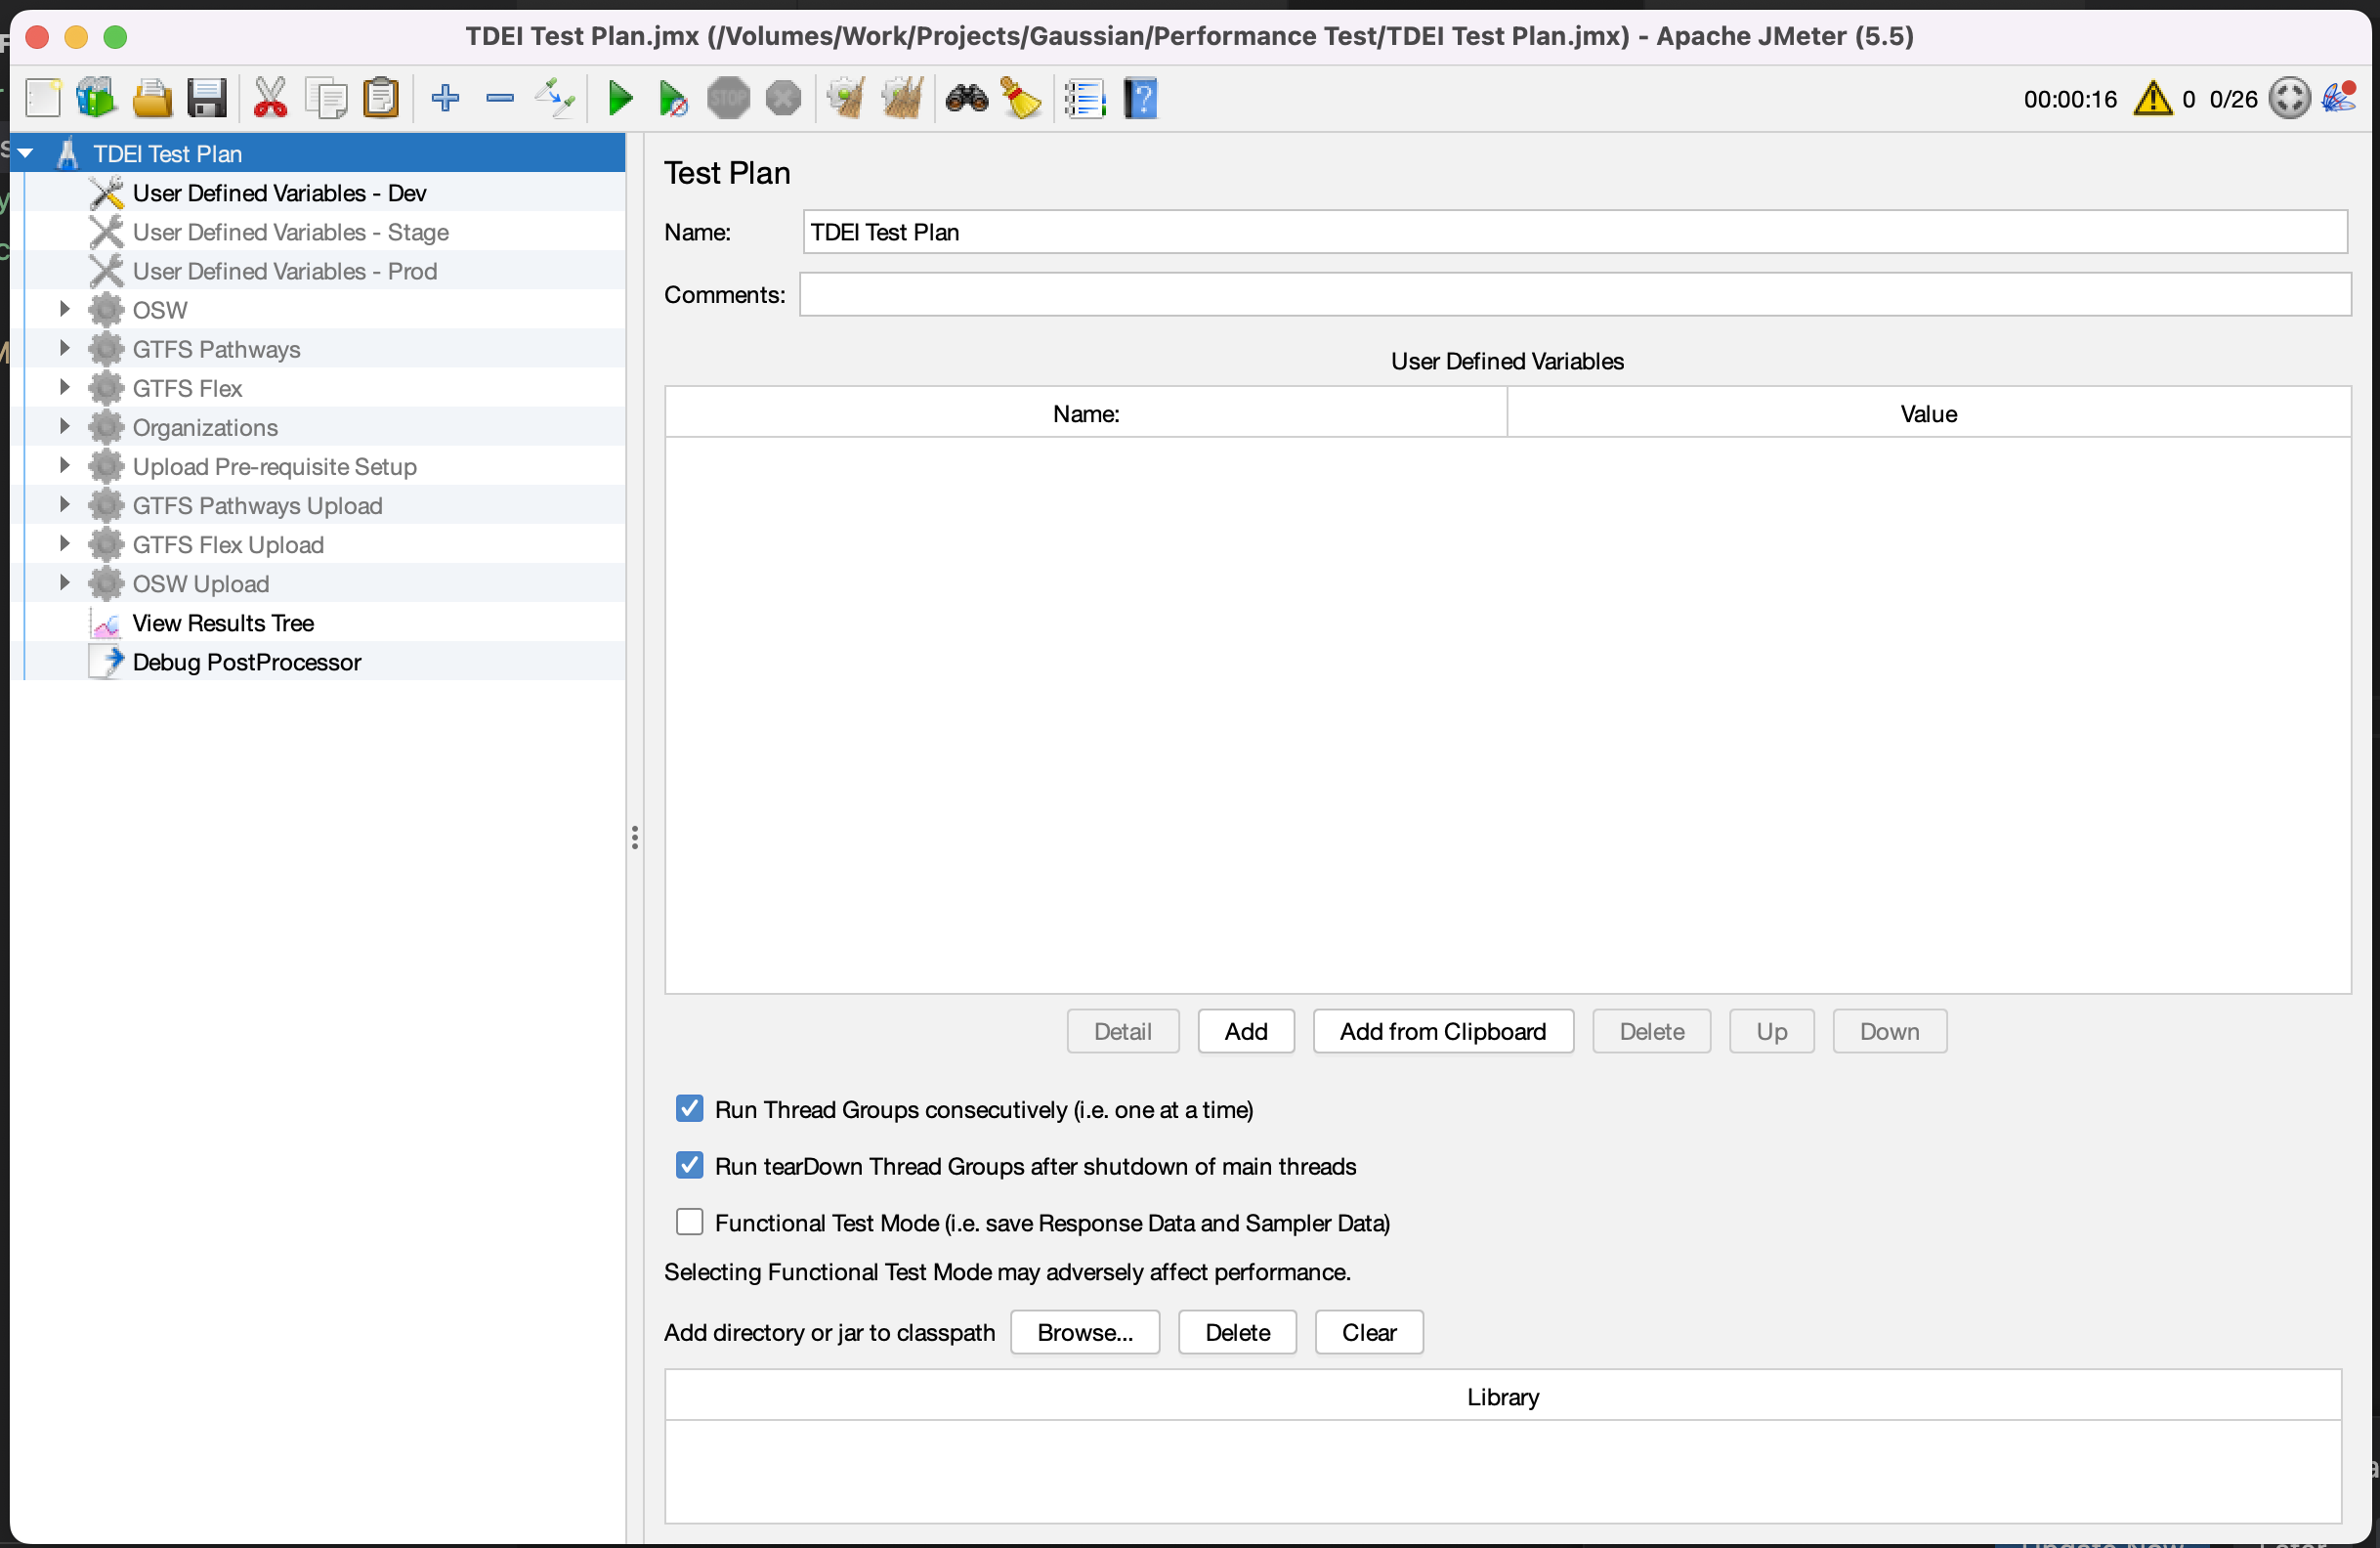 TDEI Test Plan.jmx (/Volumes/Work/Projects/Gaussian/Performance Test/TDEI Test Plan.jmx) - Apache JMeter (5.5)
STOP
00:00:16 0 0/26
TDEI Test Plan
User Defined Variables - Dev
User Defined Variables - Stage
User Defined Variables - Prod
OSW
GTFS Pathways
GTFS Flex
Organizations
Upload Pre-requisite Setup
GTFS Pathways Upload
GTFS Flex Upload
OSW Upload
View Results Tree
Debug PostProcessor
Test Plan
Name: TDEI Test Plan
Comments:
User Defined Variables
Name: Value
Detail Add Add from Clipboard Delete Up Down
Run Thread Groups consecutively (i.e. one at a time)
Run tearDown Thread Groups after shutdown of main threads
Functional Test Mode (i.e. save Response Data and Sampler Data)
Selecting Functional Test Mode may adversely affect performance.
Add directory or jar to classpath Browse... Delete Clear
Library